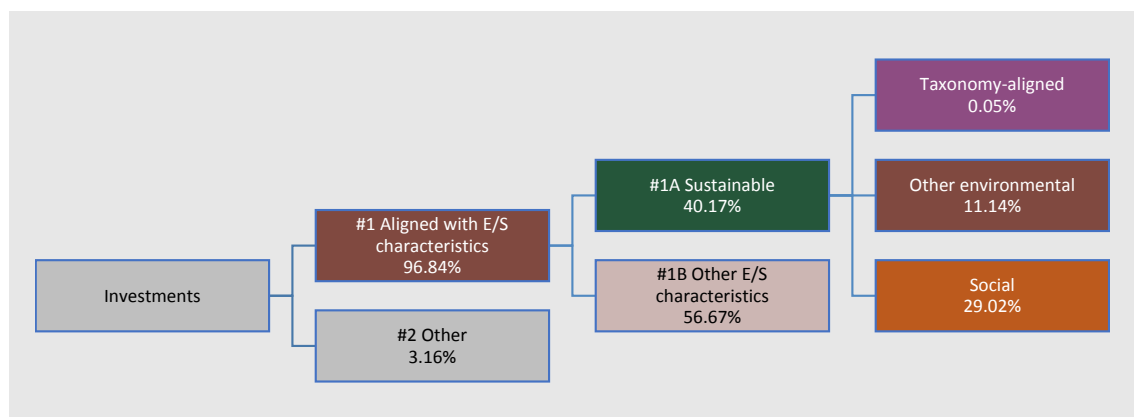 Investments
#1 Aligned with E/S
characteristics
96.84%
#2 Other
3.16%
#1A Sustainable
40.17%
#1B Other E/S
characteristics
56.67%
Taxonomy-aligned
0.05%
Other environmental
11.14%
Social
29.02%